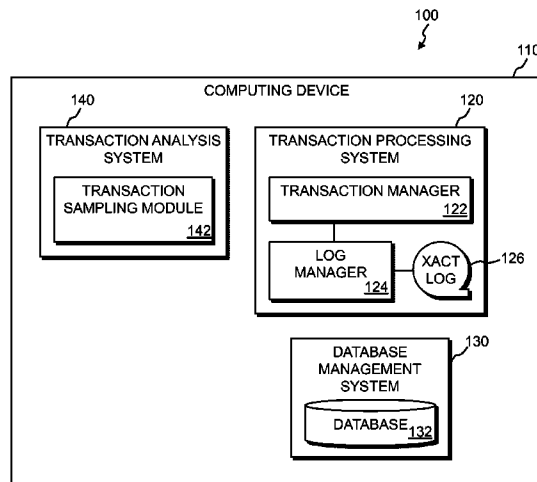 100
110
COMPUTING DEVICE
140
TRANSACTION ANALYSIS
SYSTEM
TRANSACTION
SAMPLING MODULE
142
120
TRANSACTION PROCESSING
SYSTEM
TRANSACTION MANAGER
122
LOG
MANAGER
124
XACT
LOG
126
130
DATABASE
MANAGEMENT
SYSTEM
DATABASE
132